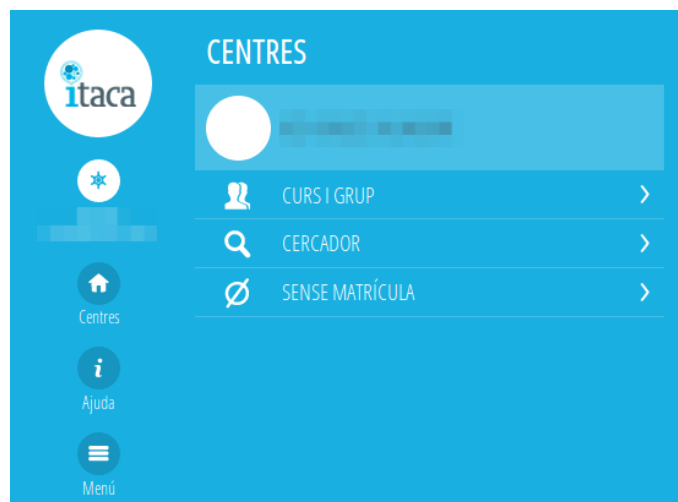 itaca
CENTRES
CURS I GRUP
CERCADOR
SENSE MATRÍCULA
Centres
Ajuda
Menú